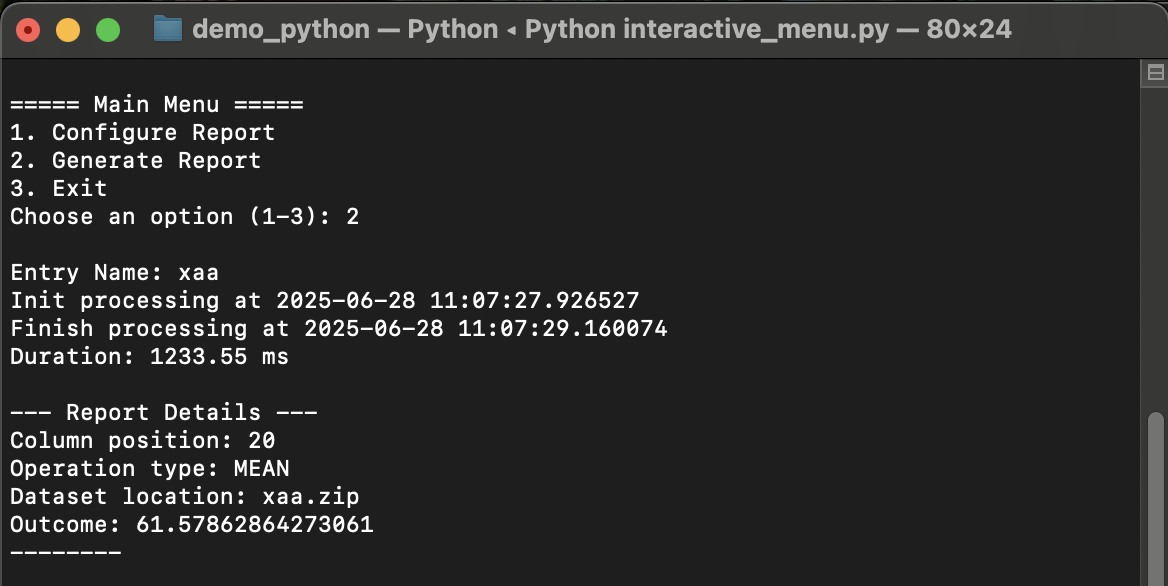 demo_python — Python ◂ Python interactive_menu.py — 80×24
===== Main Menu =====
1. Configure Report
2. Generate Report
3. Exit
Choose an option (1-3): 2
Entry Name: xaa
Init processing at 2025-06-28 11:07:27.926527
Finish processing at 2025-06-28 11:07:29.160074
Duration: 1233.55 ms
--- Report Details ---
Column position: 20
Operation type: MEAN
Dataset location: xaa.zip
Outcome: 61.57862864273061
--------